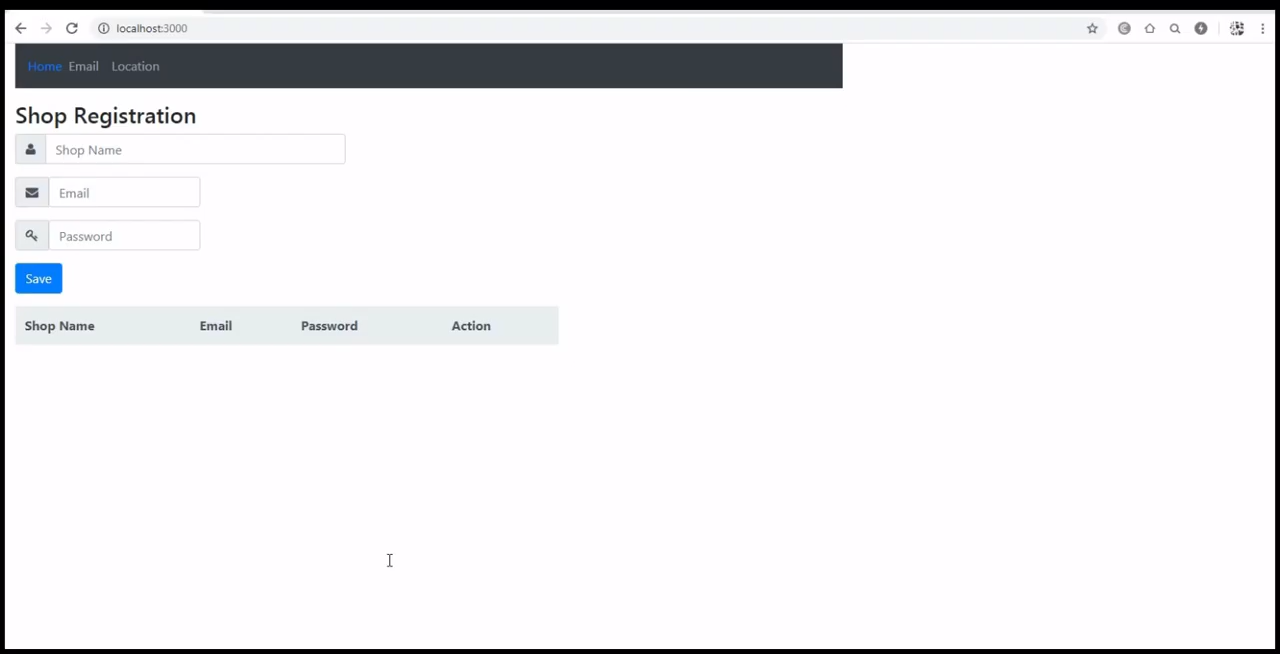 localhost:3000
Home Email Location
Shop Registration
Shop Name
Email
Password
Save
Shop Name Email Password Action